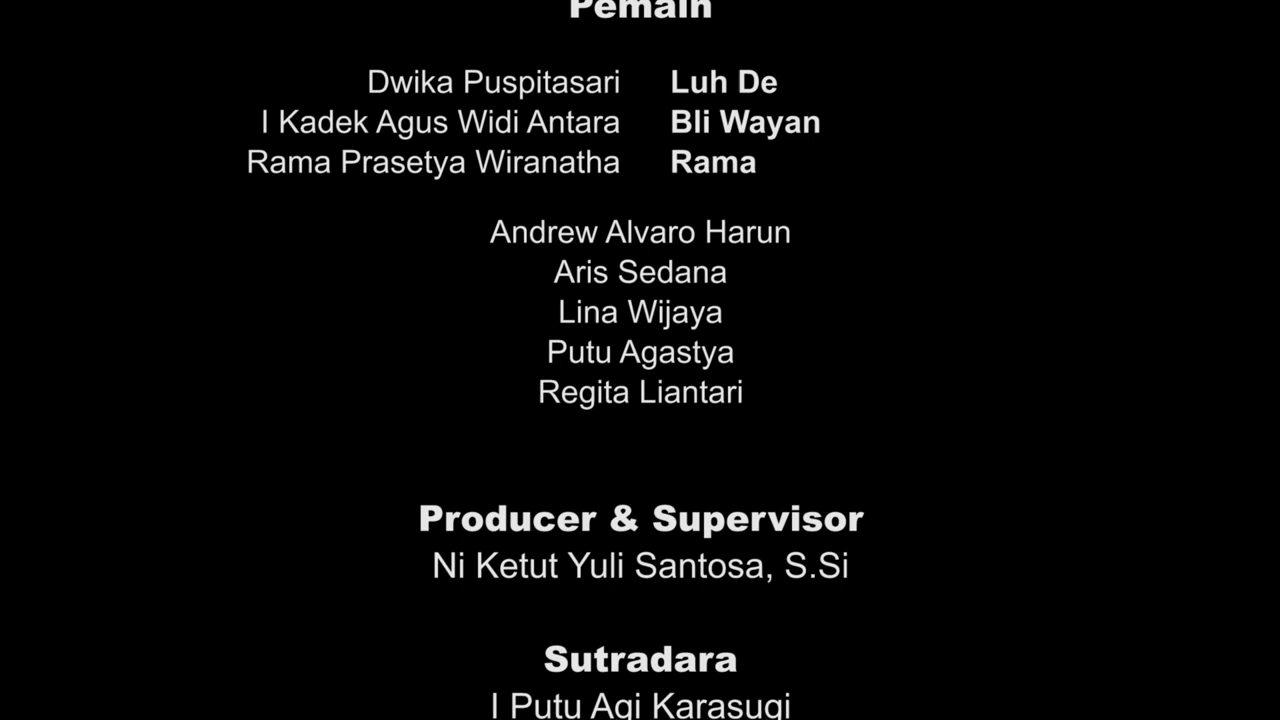 Pemain
Dwika Puspitasari Luh De
I Kadek Agus Widi Antara Bli Wayan
Rama Prasetya Wiranatha Rama
Andrew Alvaro Harun
Aris Sedana
Lina Wijaya
Putu Agastya
Regita Liantari
Producer & Supervisor
Ni Ketut Yuli Santosa, S.Si
Sutradara
I Putu Agi Karasugi